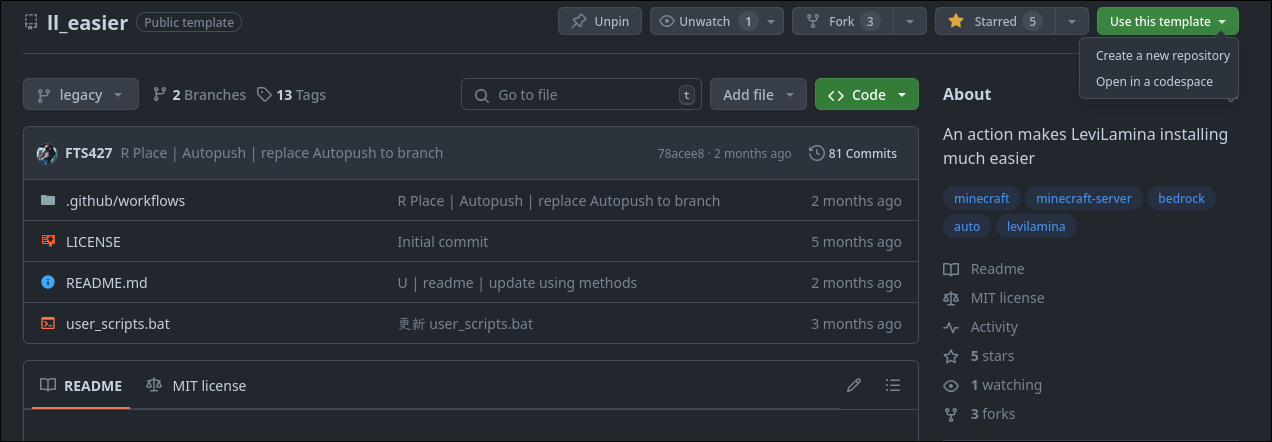 ll_easier Public template Unpin Unwatch 1 Fork 3 Starred 5 Use this template
Create a new repository
Open in a codespace
legacy 2 Branches 13 Tags Go to file t Add file Code
FTS427 R Place | Autopush | replace Autopush to branch 78acee8 · 2 months ago 81 Commits
.github/workflows R Place | Autopush | replace Autopush to branch 2 months ago
LICENSE Initial commit 5 months ago
README.md U | readme | update using methods 2 months ago
user_scripts.bat 更新 user_scripts.bat 3 months ago
README MIT license
About
An action makes LeviLamina installing
much easier
minecraft minecraft-server bedrock
auto levilamina
Readme
MIT license
Activity
5 stars
1 watching
3 forks